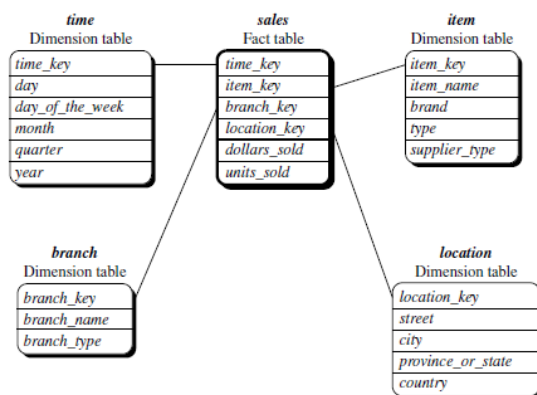 time
Dimension table
time_key
day
day_of_the_week
month
quarter
year
sales
Fact table
time_key
item_key
branch_key
location_key
dollars_sold
units_sold
item
Dimension table
item_key
item_name
brand
type
supplier_type
branch
Dimension table
branch_key
branch_name
branch_type
location
Dimension table
location_key
street
city
province_or_state
country